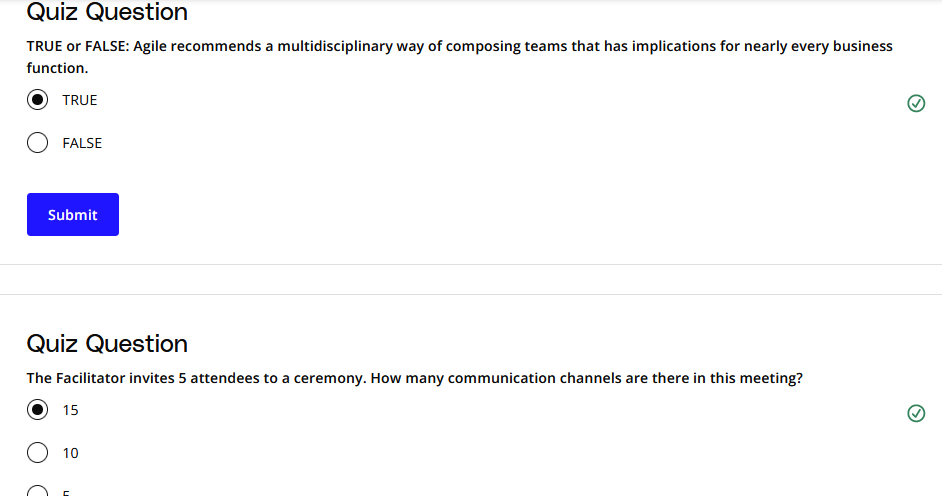 Quiz Question
TRUE or FALSE: Agile recommends a multidisciplinary way of composing teams that has implications for nearly every business
function.
TRUE
FALSE
Submit
Quiz Question
The Facilitator invites 5 attendees to a ceremony. How many communication channels are there in this meeting?
15
10